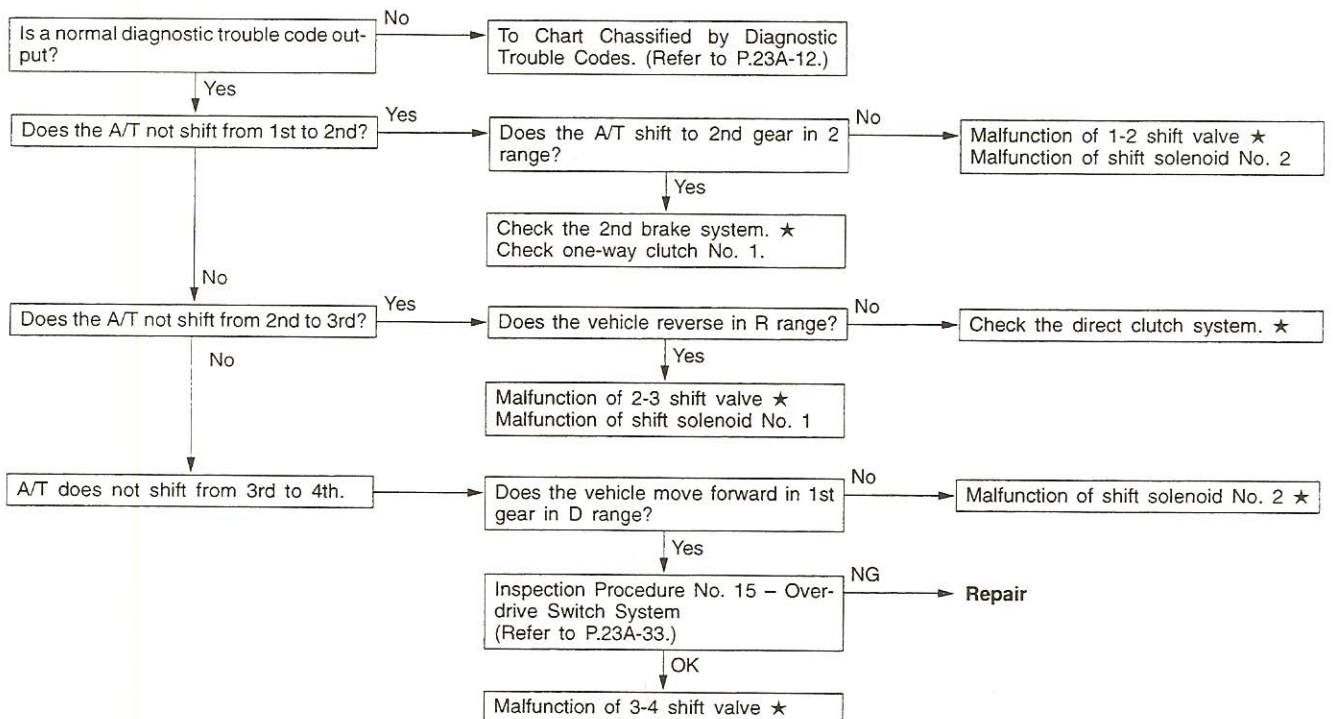 Is a normal diagnostic trouble code out-
put?
No
To Chart Chassified by Diagnostic
Trouble Codes. (Refer to P.23A-12.)
Yes
Does the A/T not shift from 1st to 2nd?
Yes
Does the A/T shift to 2nd gear in 2
range?
No
Malfunction of 1-2 shift valve ★
Malfunction of shift solenoid No. 2
Yes
Check the 2nd brake system. ★
Check one-way clutch No. 1.
No
Does the A/T not shift from 2nd to 3rd?
Yes
Does the vehicle reverse in R range?
No
Check the direct clutch system. ★
No
Yes
Malfunction of 2-3 shift valve ★
Malfunction of shift solenoid No. 1
A/T does not shift from 3rd to 4th.
Does the vehicle move forward in 1st
gear in D range?
No
Malfunction of shift solenoid No. 2 ★
Yes
Inspection Procedure No. 15 – Over-
drive Switch System
(Refer to P.23A-33.)
NG
Repair
OK
Malfunction of 3-4 shift valve ★